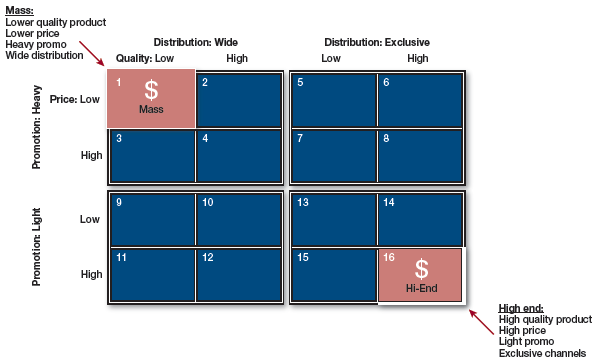 Mass:
Lower quality product
Lower price
Heavy promo
Wide distribution
Distribution: Wide
Distribution: Exclusive
Quality: Low
High
Low
High
Promotion: Heavy
Price: Low
1
$
Mass
2
5
6
High
3
4
7
8
Promotion: Light
Low
9
10
13
14
High
11
12
15
16
$
Hi-End
High end:
High quality product
High price
Light promo
Exclusive channels